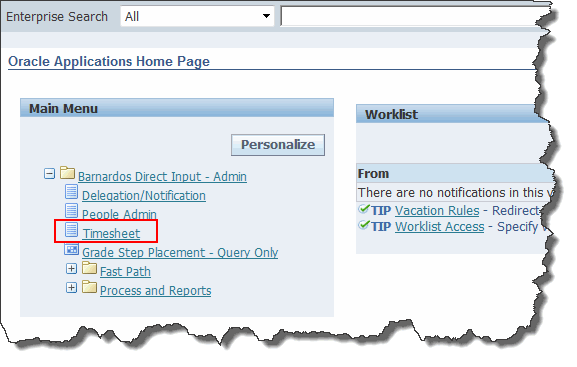 Enterprise Search All
Oracle Applications Home Page
Main Menu
Personalize
Barnardos Direct Input - Admin
Delegation/Notification
People Admin
Timesheet
Grade Step Placement - Query Only
Fast Path
Process and Reports
Worklist
From
There are no notifications in this
TIP Vacation Rules - Redirect
TIP Worklist Access - Specify